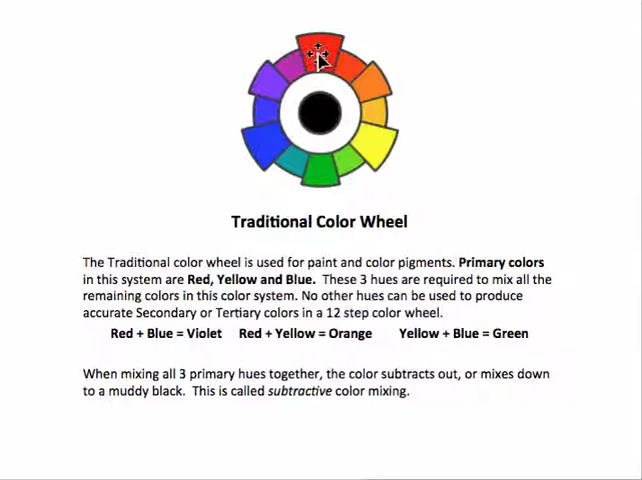 Traditional Color Wheel
The Traditional color wheel is used for paint and color pigments. Primary colors
in this system are Red, Yellow and Blue.  These 3 hues are required to mix all the
remaining colors in this color system. No other hues can be used to produce
accurate Secondary or Tertiary colors in a 12 step color wheel.
Red + Blue = Violet    Red + Yellow = Orange    Yellow + Blue = Green
When mixing all 3 primary hues together, the color subtracts out, or mixes down
to a muddy black.  This is called subtractive color mixing.